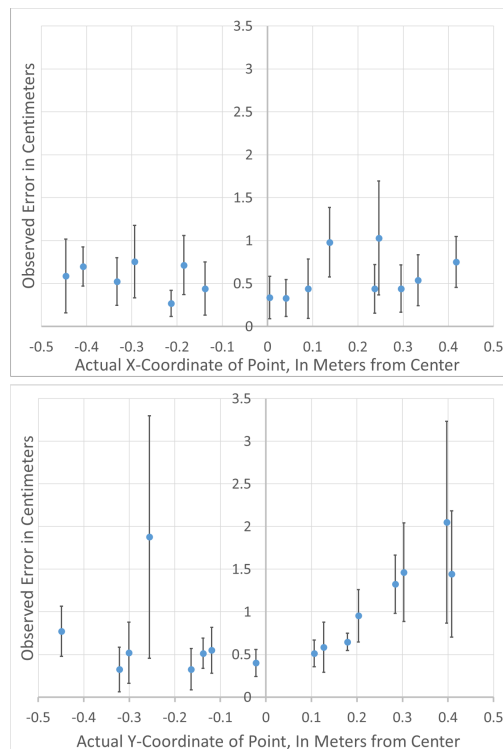 3.5
3
2.5
2
1.5
1
0.5
0
-0.5 -0.4 -0.3 -0.2 -0.1 0 0.1 0.2 0.3 0.4 0.5
Observed Error in Centimeters
Actual X-Coordinate of Point, In Meters from Center
3.5
3
2.5
2
1.5
1
0.5
0
-0.5 -0.4 -0.3 -0.2 -0.1 0 0.1 0.2 0.3 0.4 0.5
Observed Error in Centimeters
Actual Y-Coordinate of Point, In Meters from Center